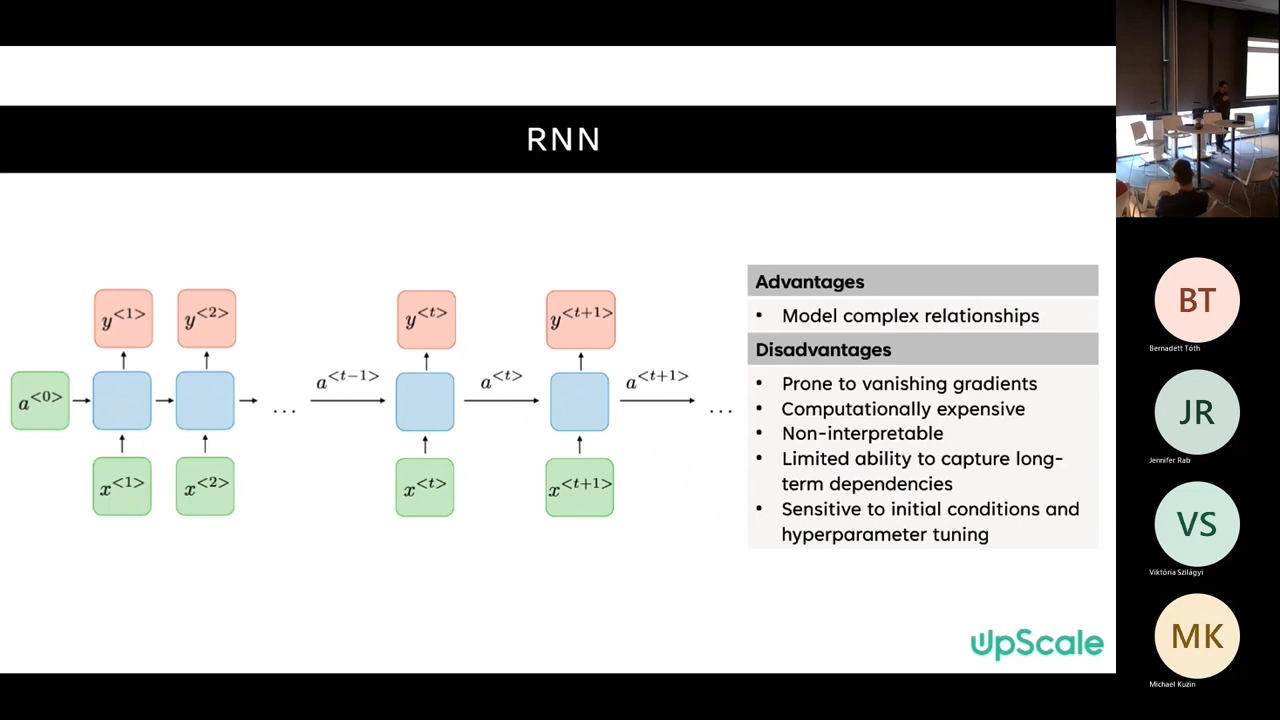 RNN
y<1>
y<2>
y<t>
y<t+1>
a<0>
...
a<t-1>
a<t>
a<t+1>
...
x<1>
x<2>
x<t>
x<t+1>
Advantages
• Model complex relationships
Disadvantages
• Prone to vanishing gradients
• Computationally expensive
• Non-interpretable
• Limited ability to capture long-
term dependencies
• Sensitive to initial conditions and
hyperparameter tuning
UpScale
BT
Bernadett Tóth
JR
Jennifer Rab
VS
Viktória Szilágyi
MK
Michael Kuzin